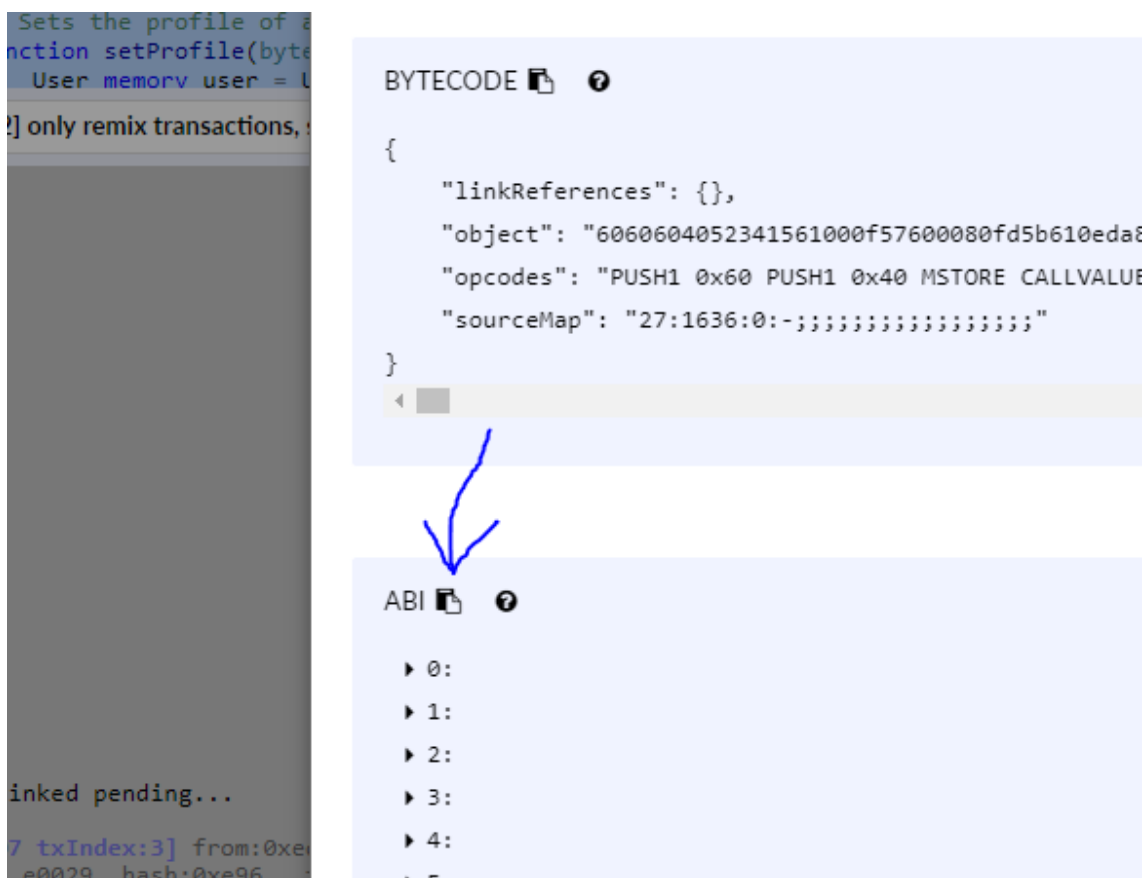 Sets the profile of a
nction setProfile(byte
User memory user = U
2] only remix transactions, s
inked pending...
7 txIndex:3] from:0xec
e0029, hash:0xe96
BYTECODE
{
"linkReferences": {},
"object": "6060604052341561000f57600080fd5b610eda8
"opcodes": "PUSH1 0x60 PUSH1 0x40 MSTORE CALLVALUE
"sourceMap": "27:1636:0:-;;;;;;;;;;;;;;;;;"
}
ABI
0:
1:
2:
3:
4: